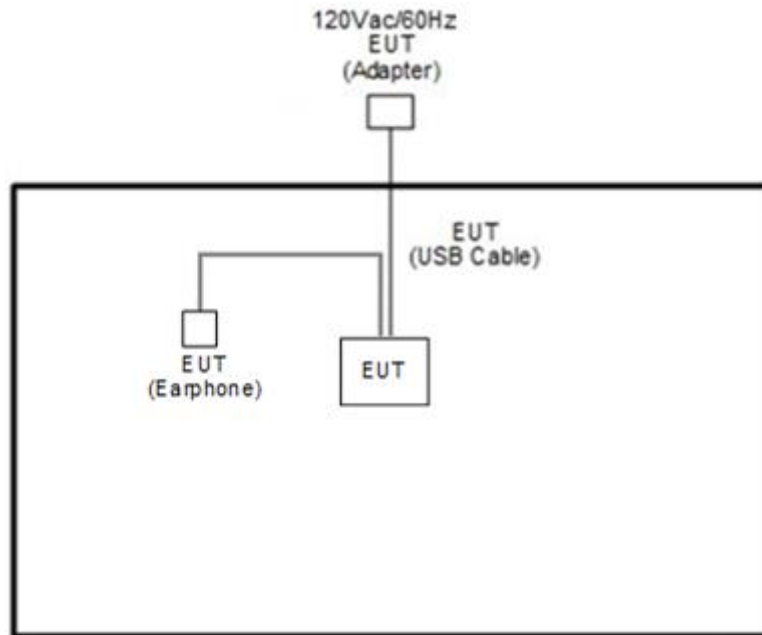 120Vac/60Hz
EUT
(Adapter)
EUT
(USB Cable)
EUT
(Earphone)
EUT